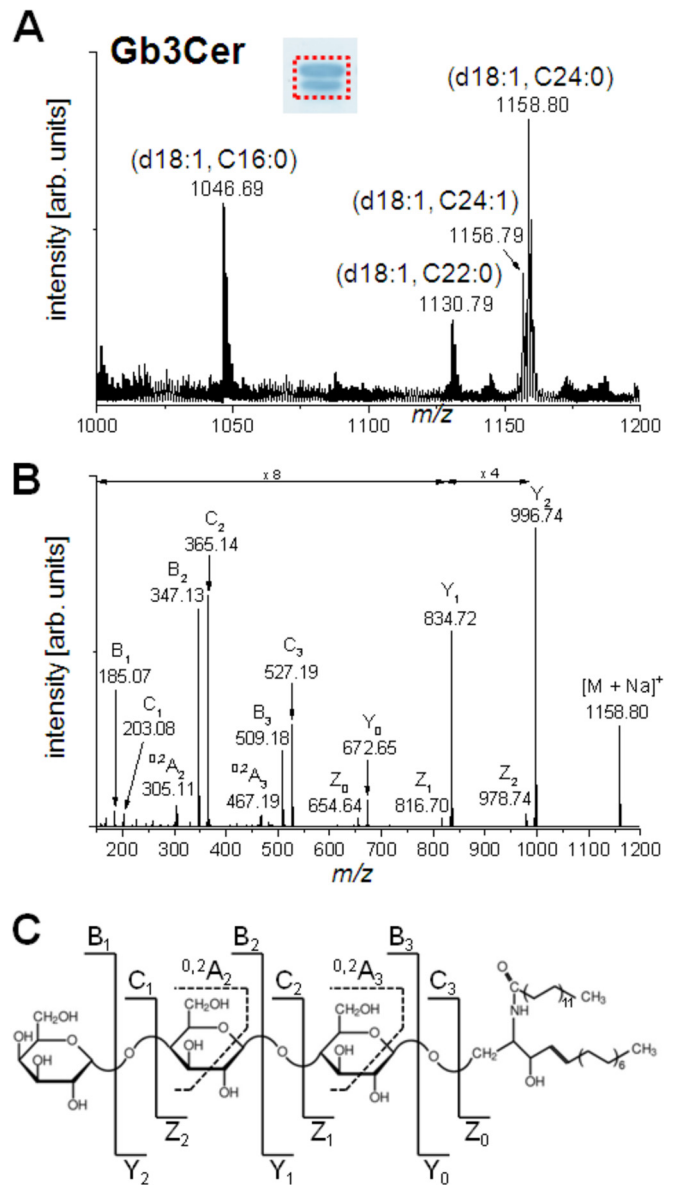 A
Gb3Cer
(d18:1, C24:0)
1158.80
(d18:1, C16:0)
1046.69
(d18:1, C24:1)
1156.79
(d18:1, C22:0)
1130.79
intensity [arb. units]
1000 1050 1100 1150 1200
m/z
B
x 8 x 4
Y2
996.74
C2
365.14
B2
347.13
Y1
834.72
B1
185.07
C3
527.19
[M + Na]+
1158.80
C1
203.08
B3
509.18
Y0
672.65
0,2A2
305.11
0,2A3
467.19
Z0
654.64
Z1
816.70
Z2
978.74
intensity [arb. units]
200 300 400 500 600 700 800 900 1000 1100 1200
m/z
C
B1 B2 B3
C1 0,2A2 C2 0,2A3 C3
O
11 CH3
NH
CH2OH CH2OH CH2OH
OH O O O O O O CH2 CH3
6
OH OH OH OH
OH OH OH OH
Z2 Z1 Z0
Y2 Y1 Y0